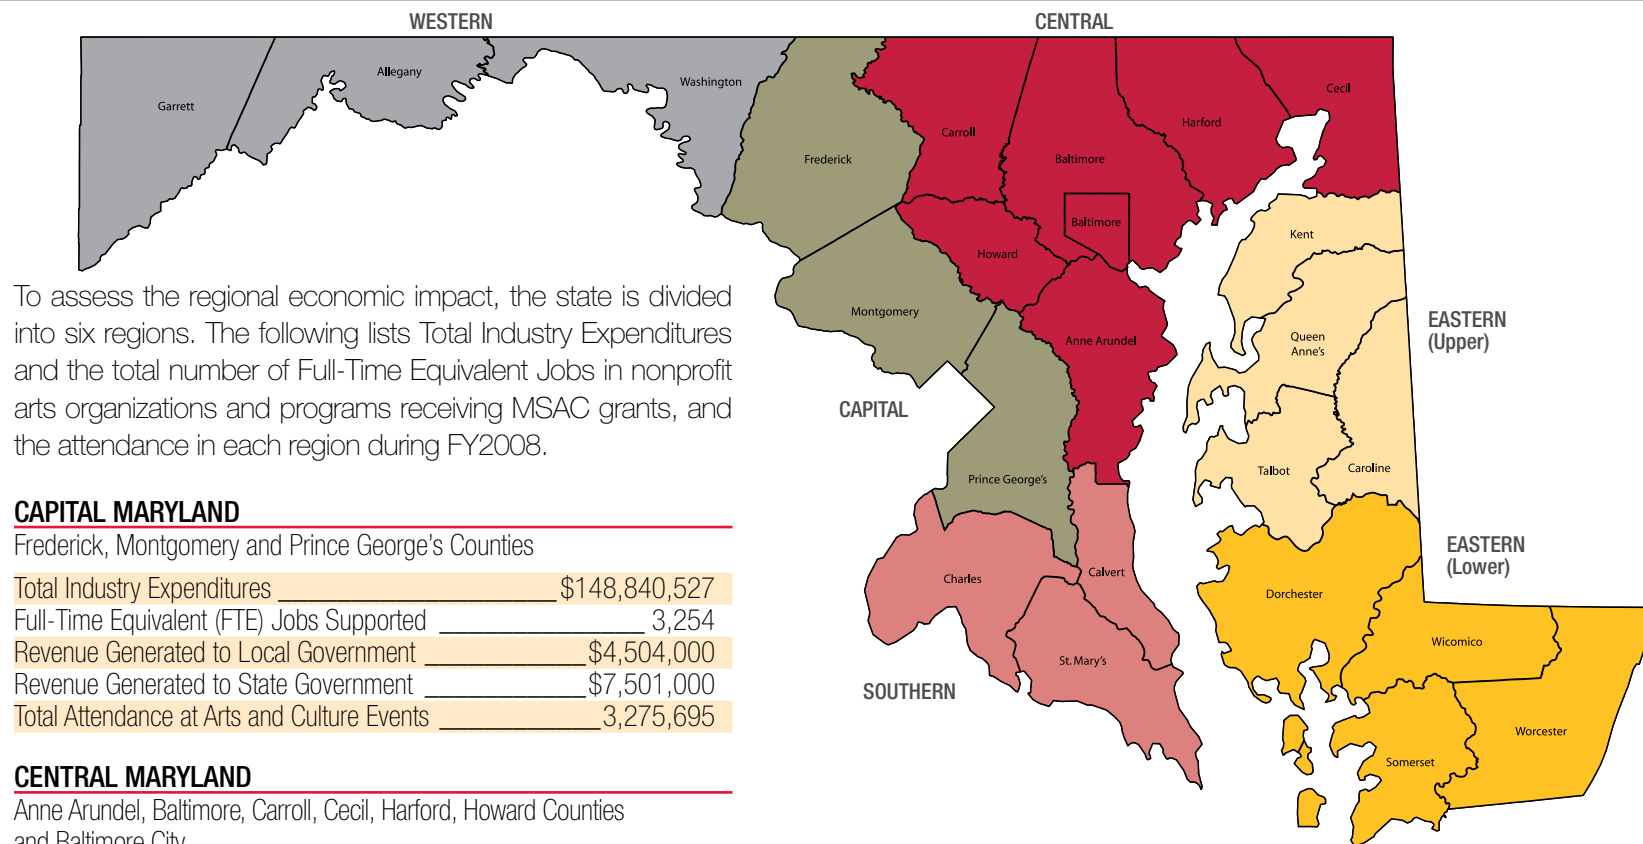 WESTERN
CENTRAL
Garrett
Allegany
Washington
Frederick
Carroll
Baltimore
Harford
Cecil
Baltimore
Howard
Kent
Montgomery
Anne Arundel
Queen
Anne's
EASTERN
(Upper)
CAPITAL
Prince George's
Talbot
Caroline
EASTERN
(Lower)
Charles
Calvert
Dorchester
St. Mary's
Wicomico
SOUTHERN
Worcester
Somerset
To assess the regional economic impact, the state is divided
into six regions. The following lists Total Industry Expenditures
and the total number of Full-Time Equivalent Jobs in nonprofit
arts organizations and programs receiving MSAC grants, and
the attendance in each region during FY2008.
CAPITAL MARYLAND
Frederick, Montgomery and Prince George's Counties
Total Industry Expenditures $148,840,527
Full-Time Equivalent (FTE) Jobs Supported 3,254
Revenue Generated to Local Government $4,504,000
Revenue Generated to State Government $7,501,000
Total Attendance at Arts and Culture Events 3,275,695
CENTRAL MARYLAND
Anne Arundel, Baltimore, Carroll, Cecil, Harford, Howard Counties
and Baltimore City